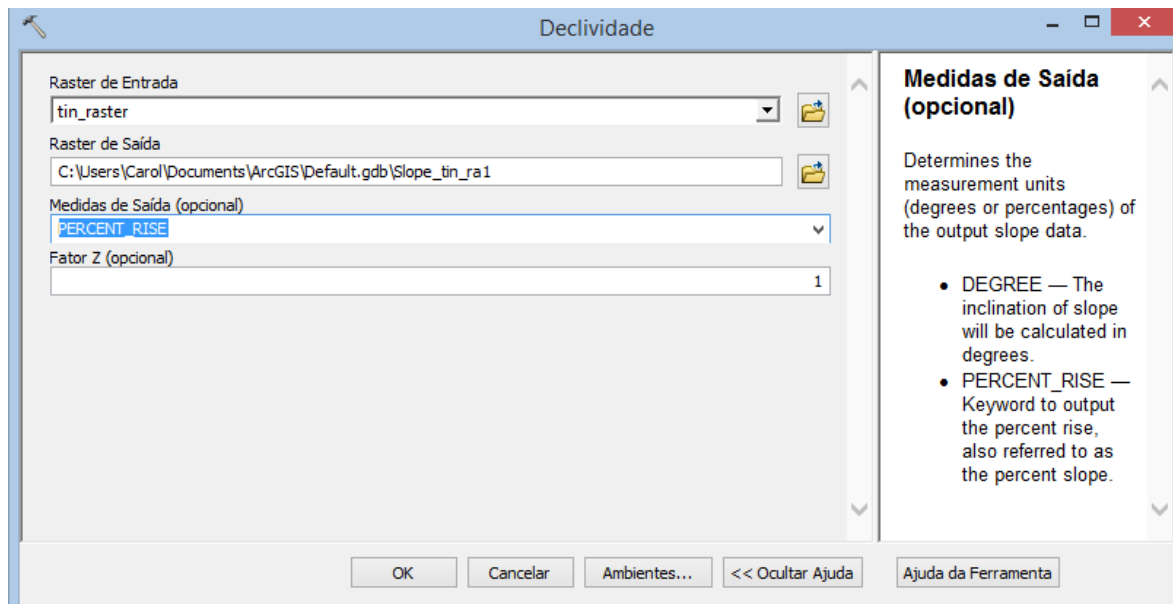 Declividade
Raster de Entrada
tin_raster
Raster de Saída
C:\Users\Carol\Documents\ArcGIS\Default.gdb\Slope_tin_ra1
Medidas de Saída (opcional)
PERCENT_RISE
Fator Z (opcional)
1
Medidas de Saída
(opcional)
Determines the
measurement units
(degrees or percentages) of
the output slope data.
• DEGREE — The
inclination of slope
will be calculated in
degrees.
• PERCENT_RISE —
Keyword to output
the percent rise,
also referred to as
the percent slope.
OK Cancelar Ambientes... << Ocultar Ajuda Ajuda da Ferramenta